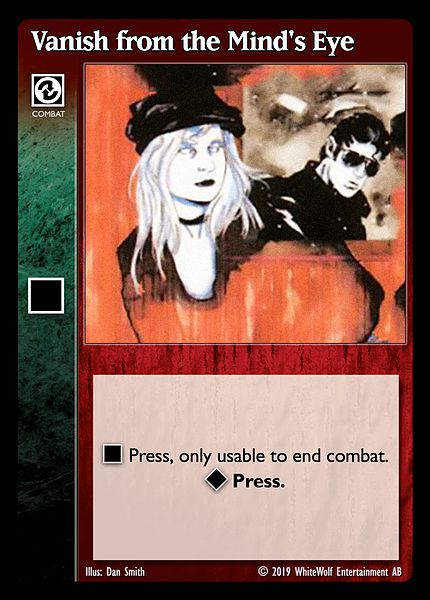 Vanish from the Mind's Eye
COMBAT
Press, only usable to end combat.
Press.
Illus: Dan Smith © 2019 WhiteWolf Entertainment AB